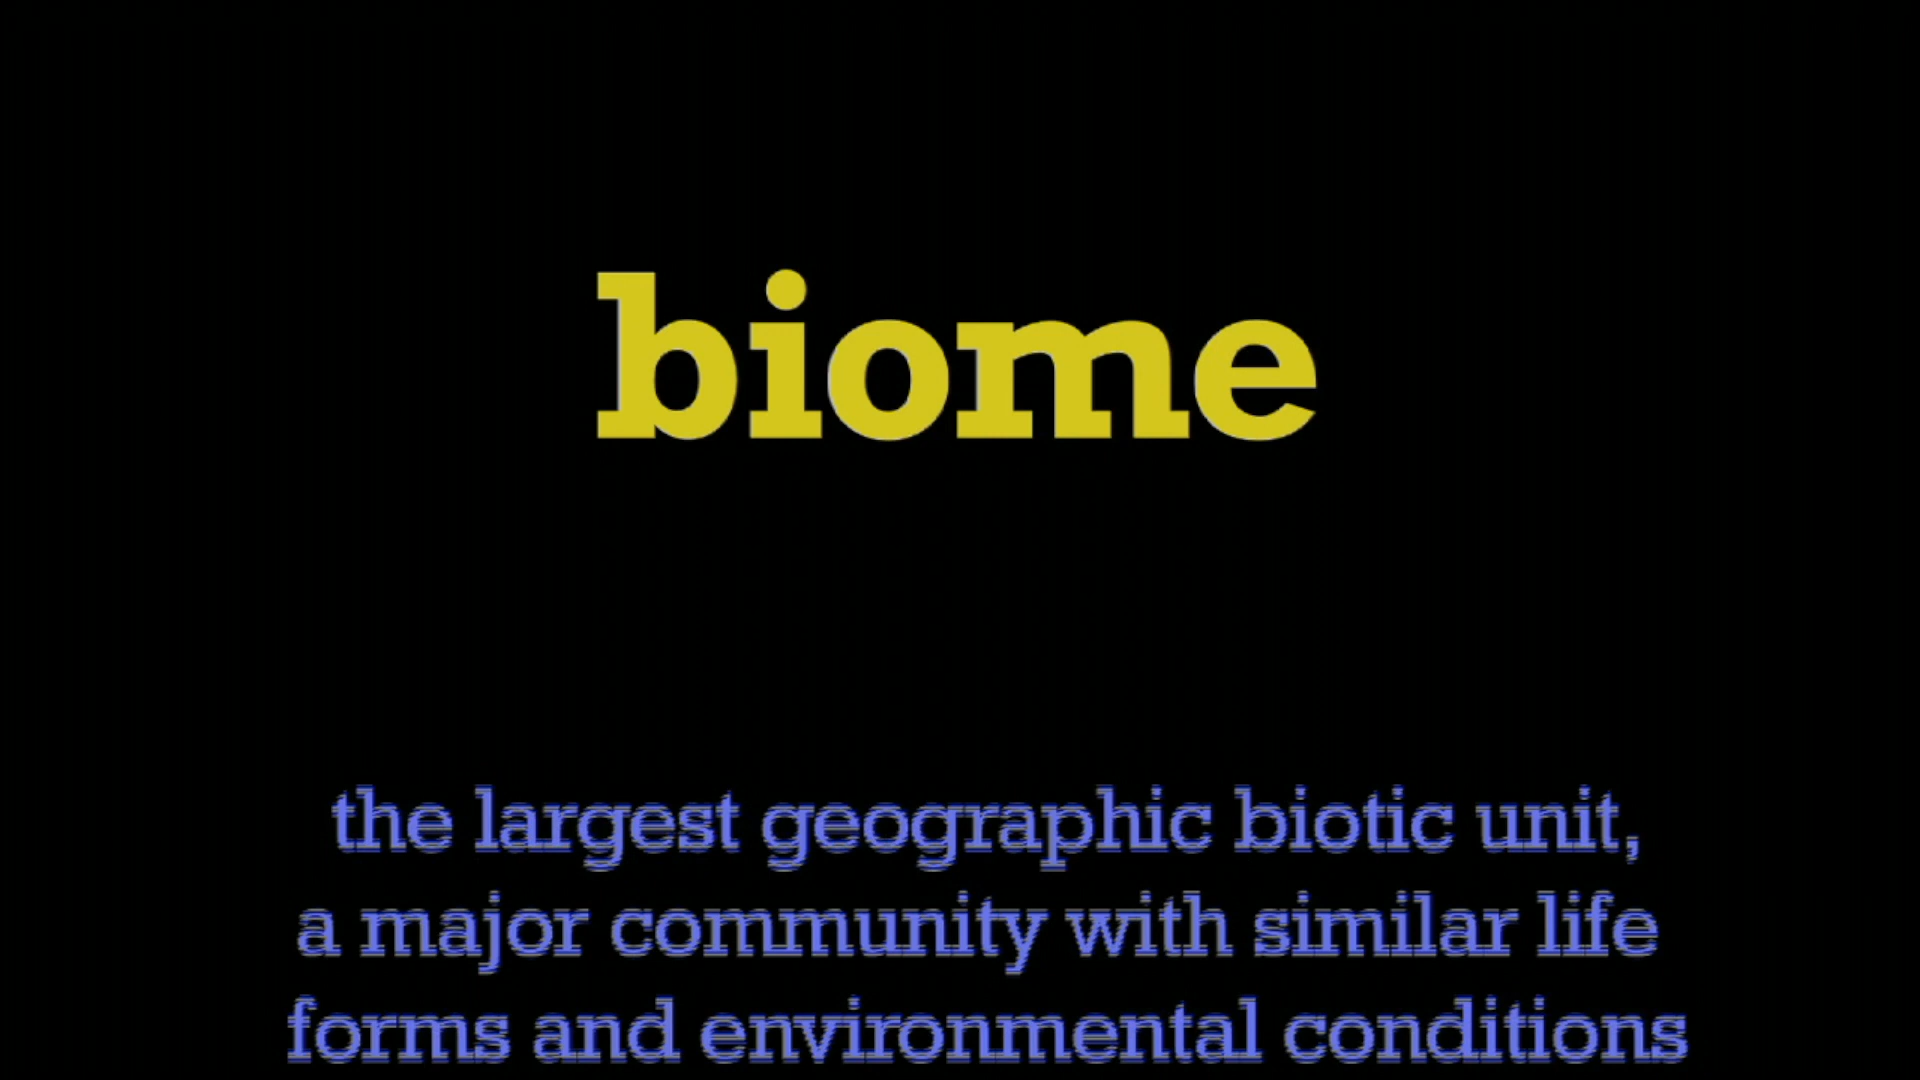 biome
the largest geographic biotic unit,
a major community with similar life
forms and environmental conditions